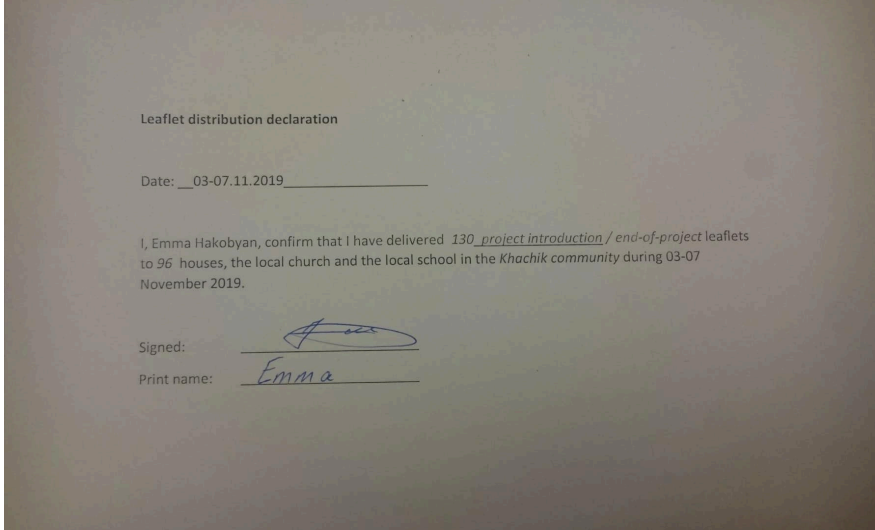 Leaflet distribution declaration
Date: __03-07.11.2019____________________
I, Emma Hakobyan, confirm that I have delivered 130 project introduction / end-of-project leaflets
to 96 houses, the local church and the local school in the Khachik community during 03-07
November 2019.
Signed:
Print name: Emma